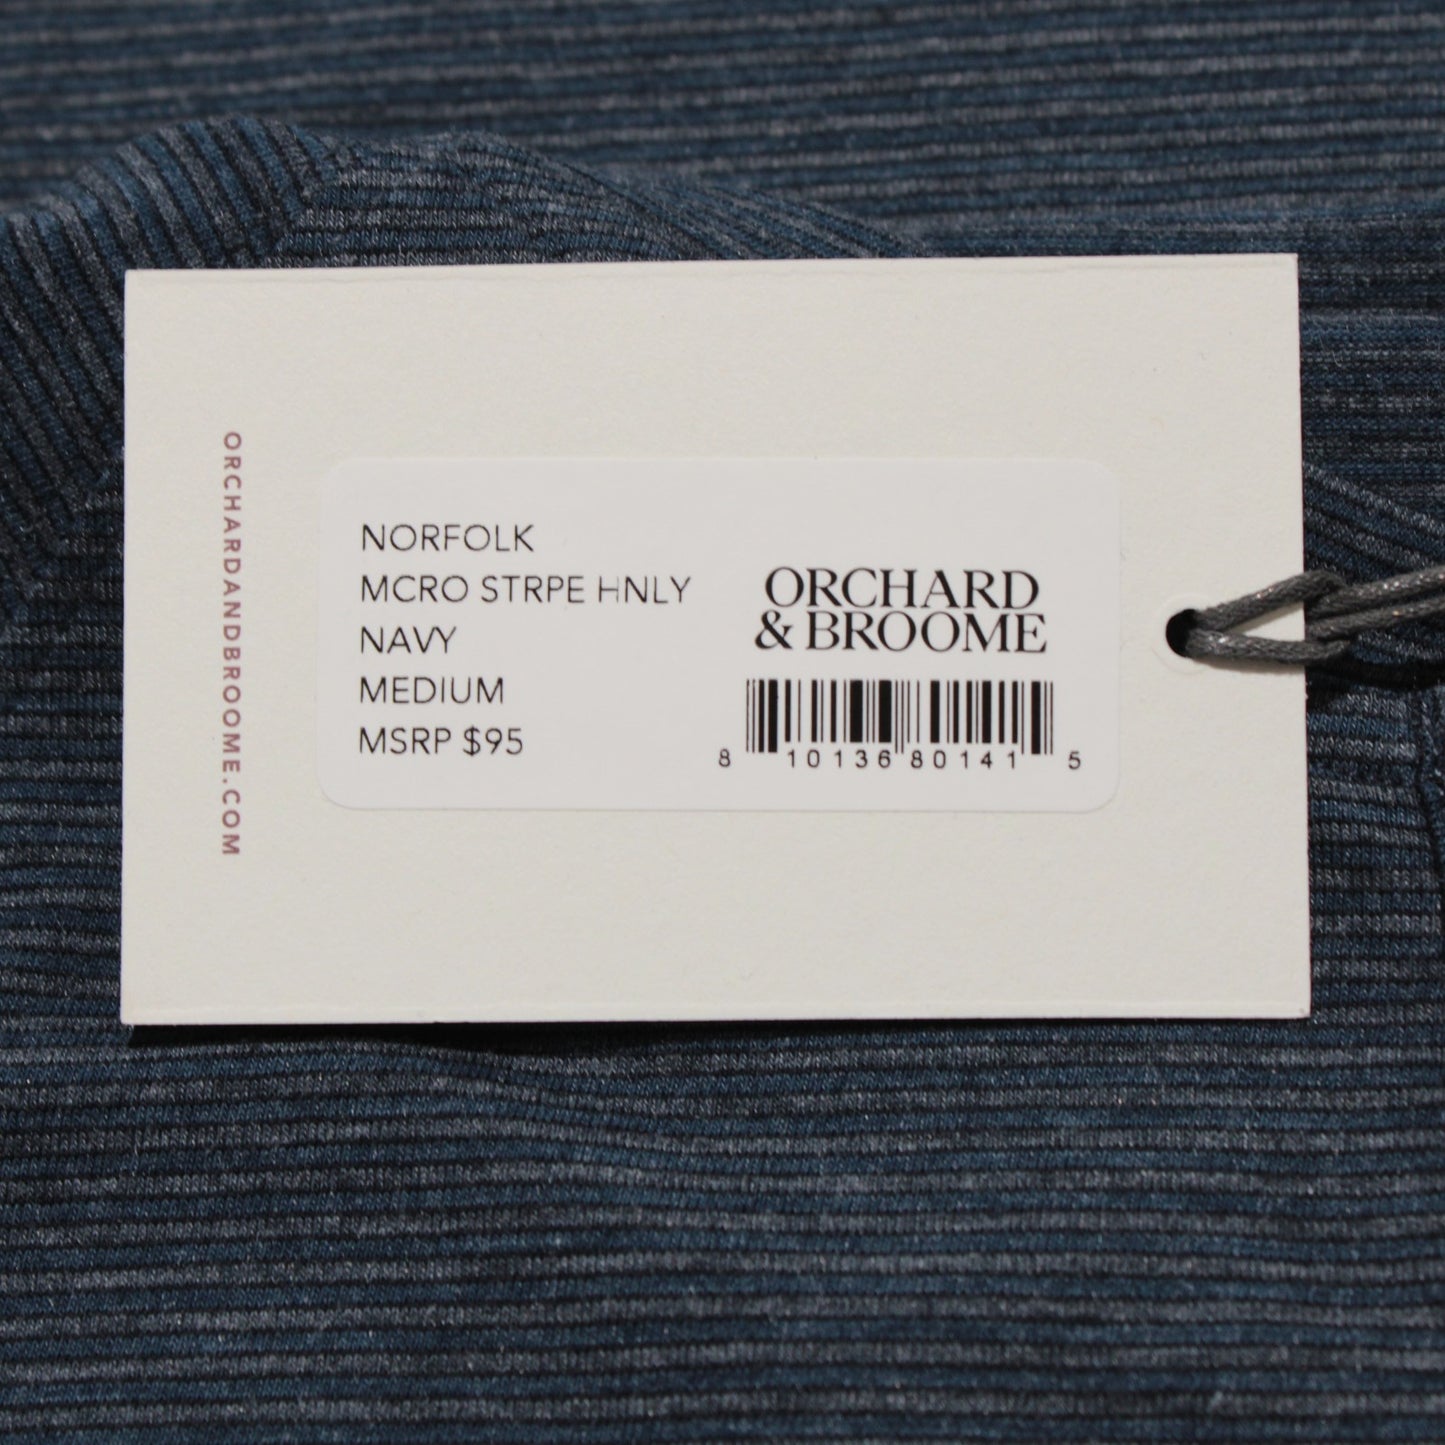 ORCHARDANDBROOME.COM
NORFOLK
MCRO STRPE HNLY
NAVY
MEDIUM
MSRP $95
ORCHARD
& BROOME
8 10136 80141 5